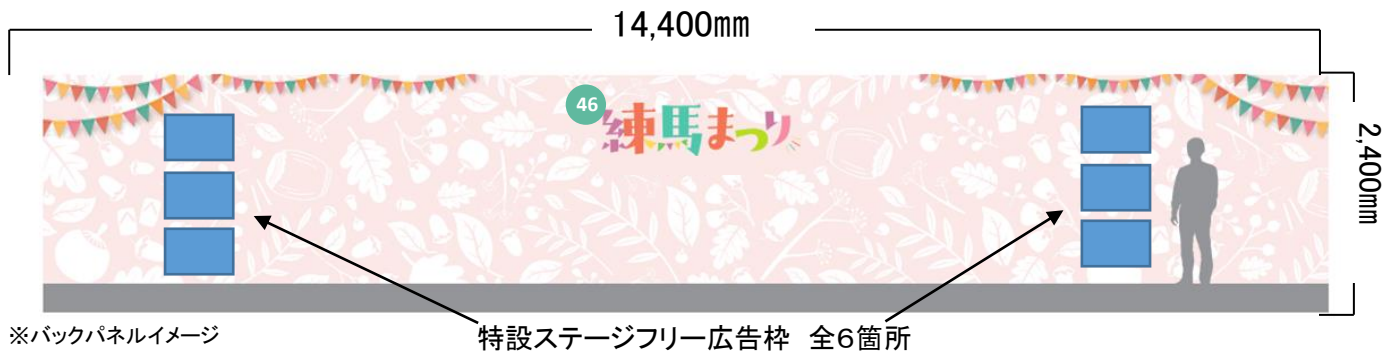 14,400㎜
46
練馬まつり
2,400㎜
※バックパネルイメージ
特設ステージフリー広告枠　全６箇所